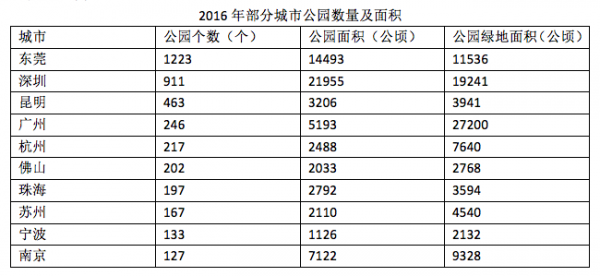 2016 年部分城市公园数量及面积
城市 公园个数（个） 公园面积（公顷） 公园绿地面积（公顷）
东莞 1223 14493 11536
深圳 911 21955 19241
昆明 463 3206 3941
广州 246 5193 27200
杭州 217 2488 7640
佛山 202 2033 2768
珠海 197 2792 3594
苏州 167 2110 4540
宁波 133 1126 2132
南京 127 7122 9328